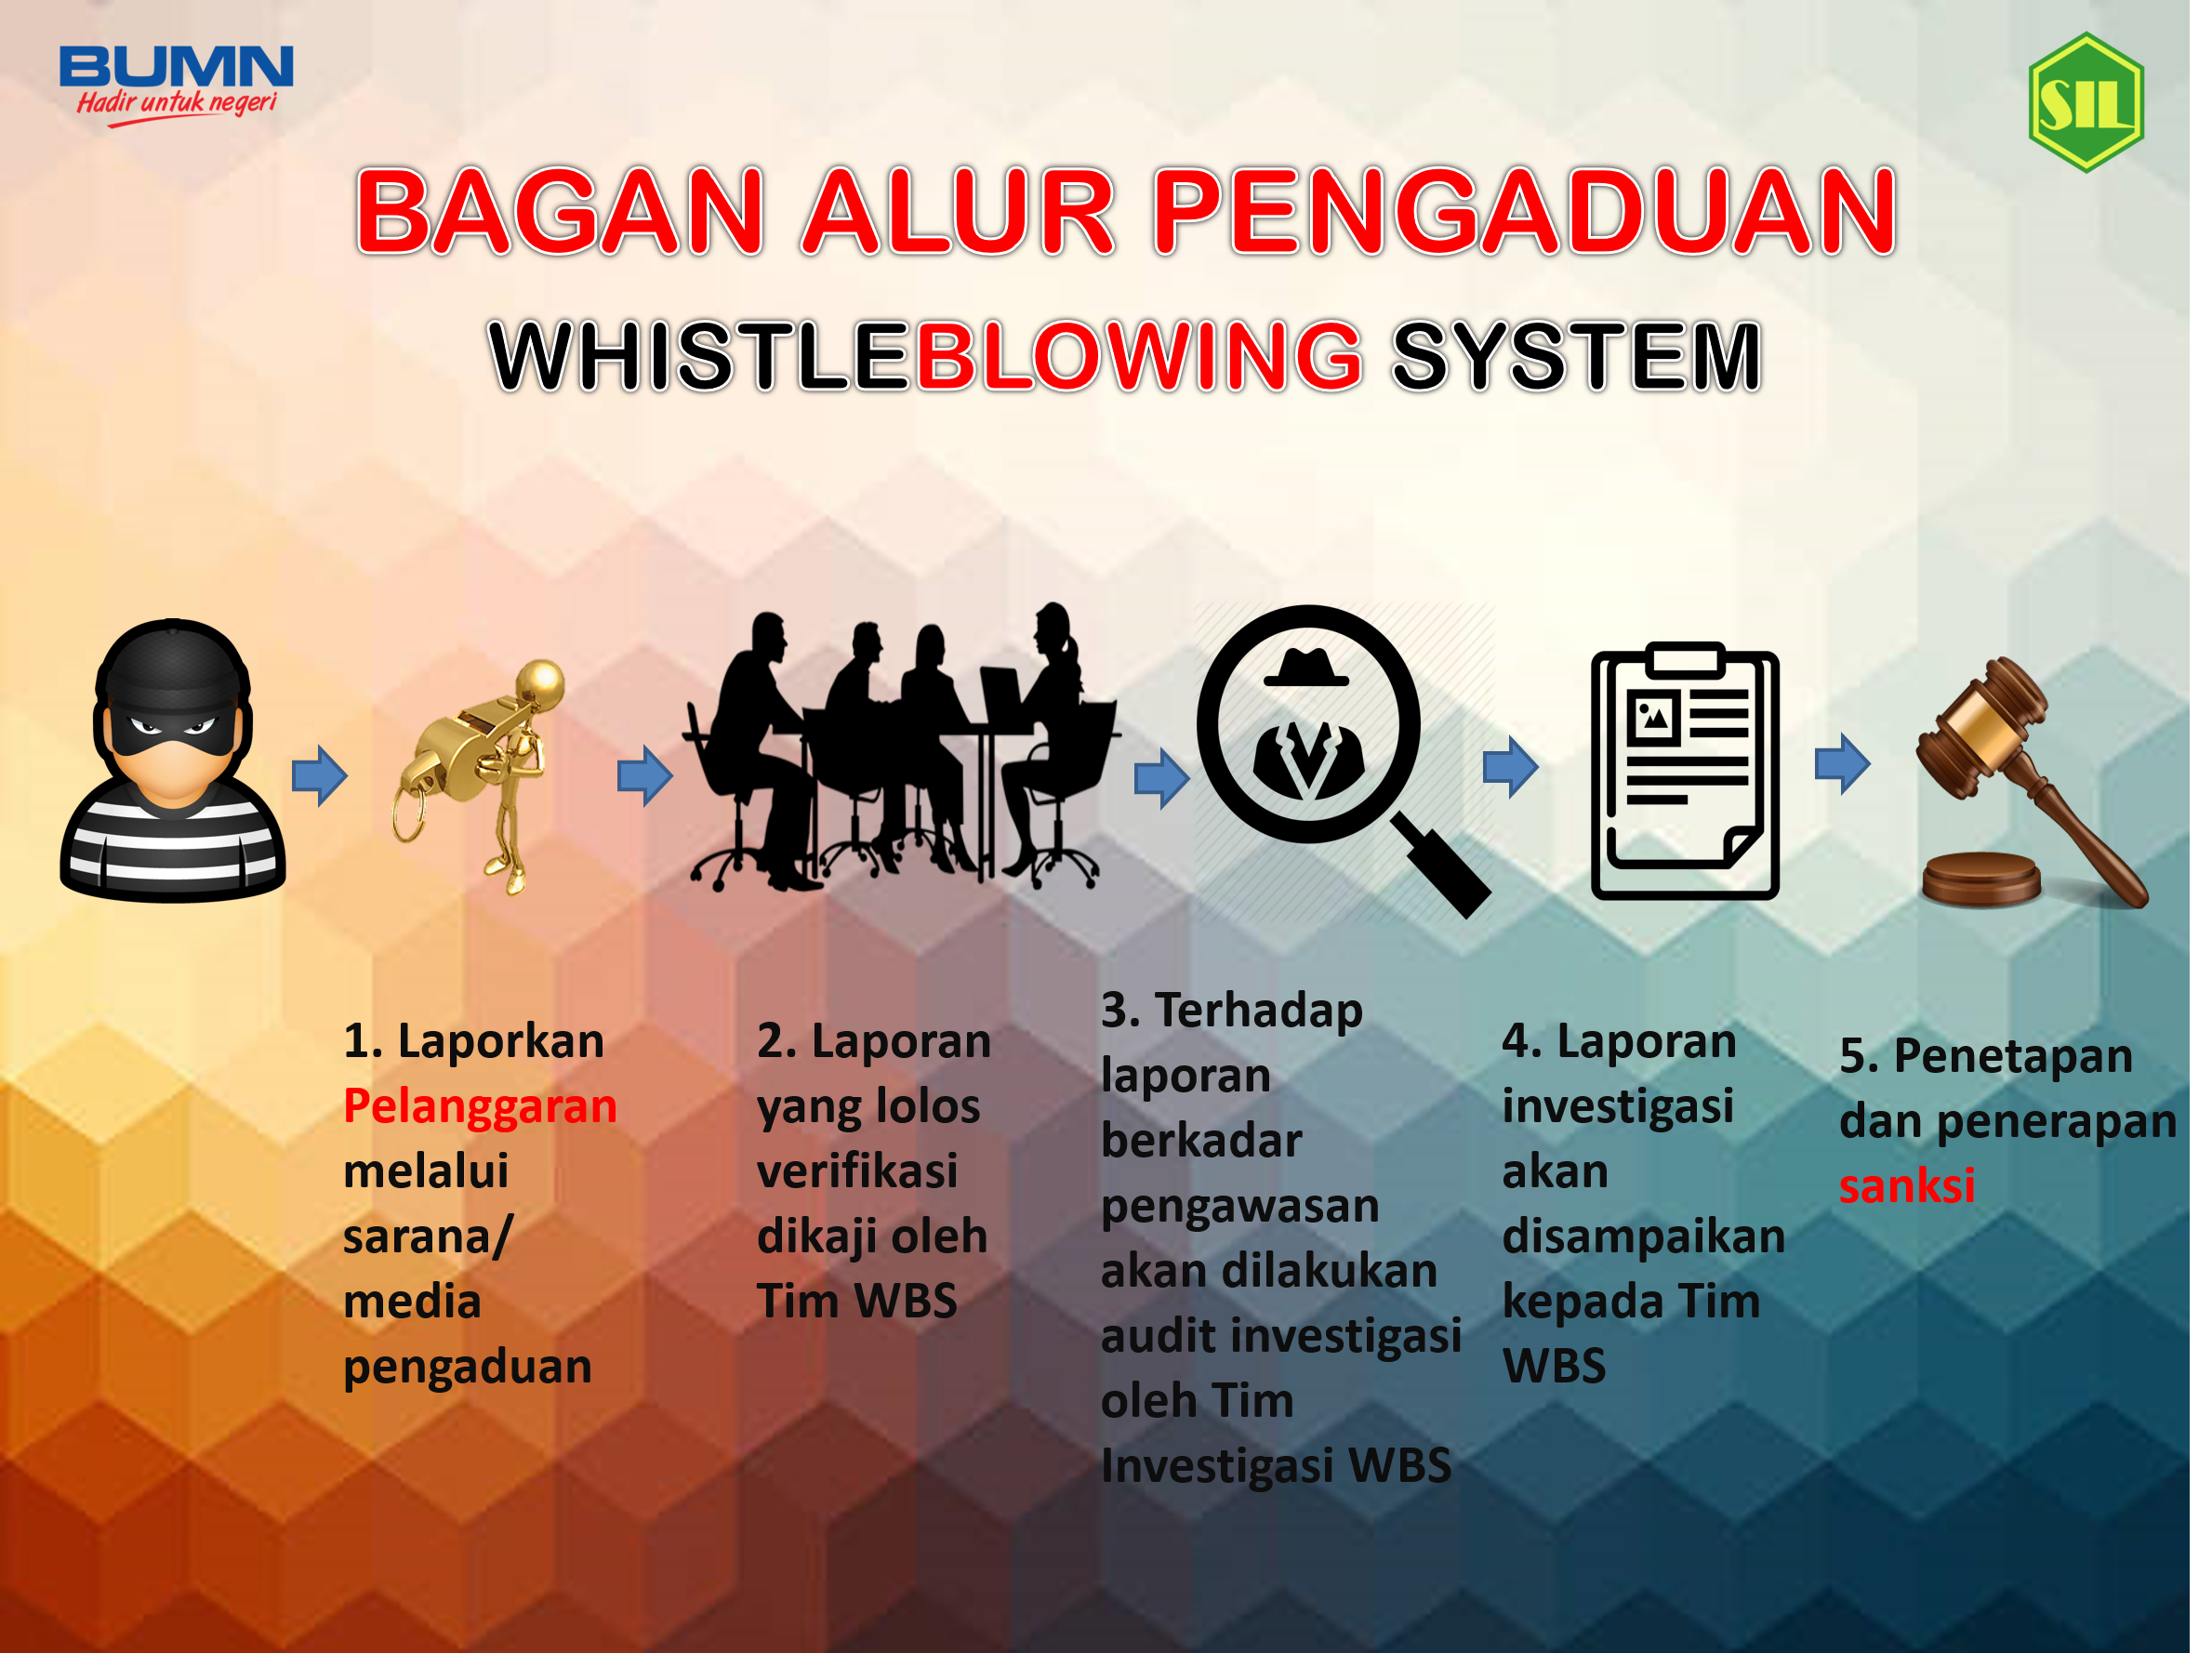 BUMN
Hadir untuk negeri
SIL
BAGAN ALUR PENGADUAN
WHISTLEBLOWING SYSTEM
1. Laporkan
Pelanggaran
melalui
sarana/
media
pengaduan
2. Laporan
yang lolos
verifikasi
dikaji oleh
Tim WBS
3. Terhadap
laporan
berkadar
pengawasan
akan dilakukan
audit investigasi
oleh Tim
Investigasi WBS
4. Laporan
investigasi
akan
disampaikan
kepada Tim
WBS
5. Penetapan
dan penerapan
sanksi